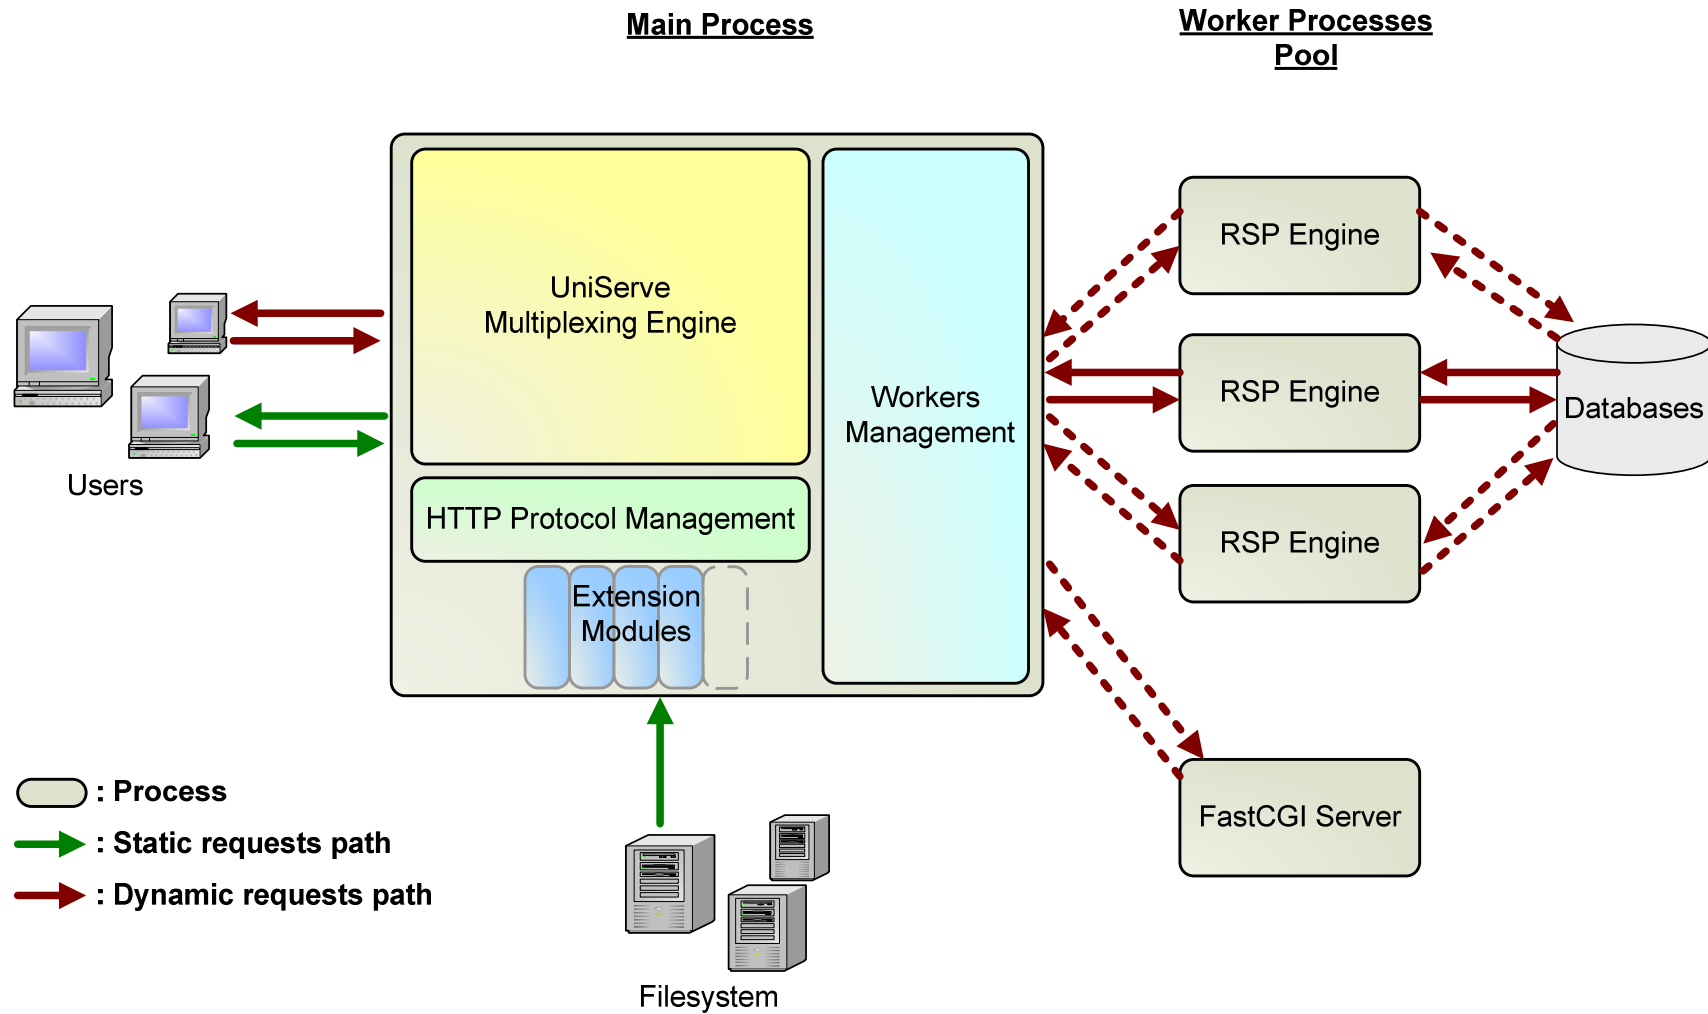 Main Process
Worker Processes
Pool
UniServe
Multiplexing Engine
Workers
Management
HTTP Protocol Management
Extension
Modules
RSP Engine
RSP Engine
RSP Engine
Databases
Users
FastCGI Server
: Process
: Static requests path
: Dynamic requests path
Filesystem